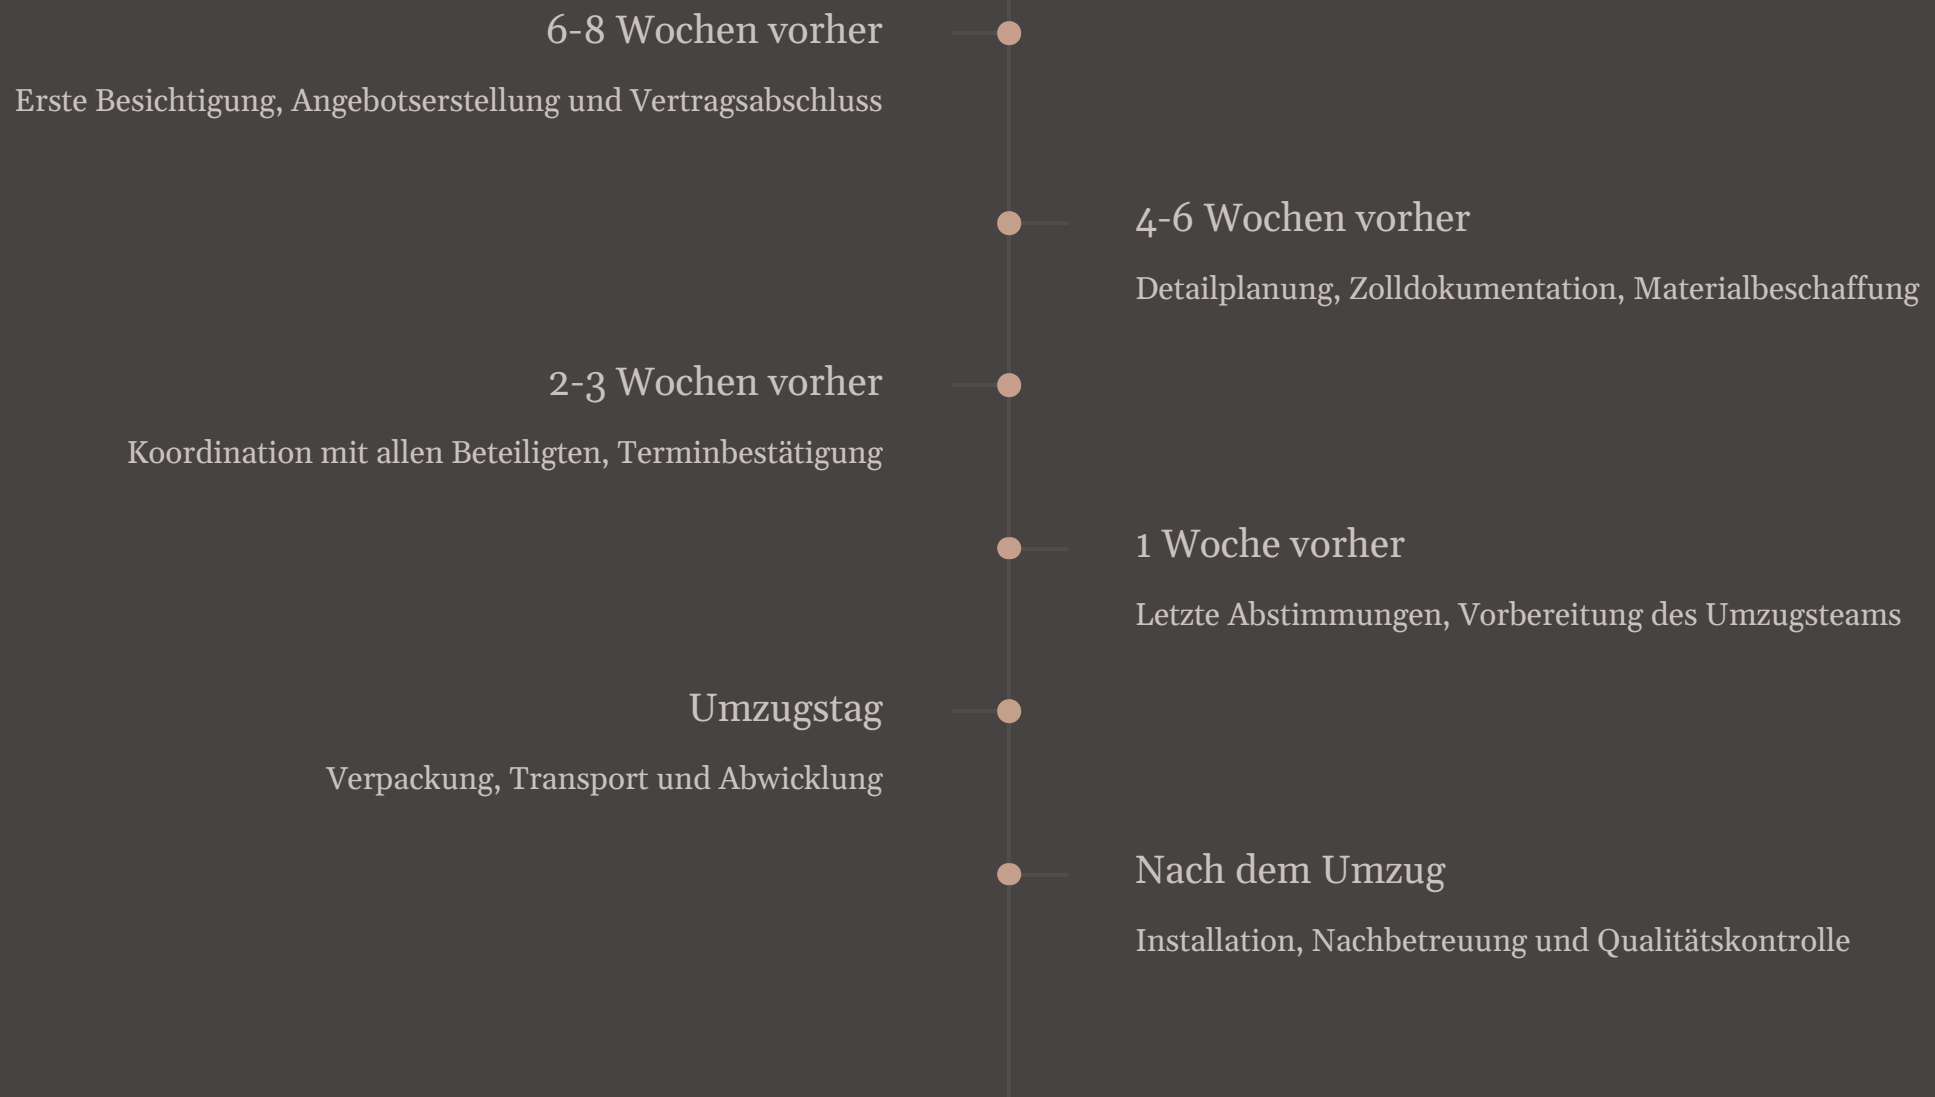 6-8 Wochen vorher
Erste Besichtigung, Angebotserstellung und Vertragsabschluss
4-6 Wochen vorher
Detailplanung, Zolldokumentation, Materialbeschaffung
2-3 Wochen vorher
Koordination mit allen Beteiligten, Terminbestätigung
1 Woche vorher
Letzte Abstimmungen, Vorbereitung des Umzugsteams
Umzugstag
Verpackung, Transport und Abwicklung
Nach dem Umzug
Installation, Nachbetreuung und Qualitätskontrolle